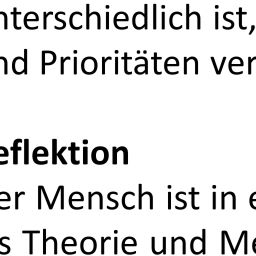 nterschiedlich ist,
nd Prioritäten ver
eflektion
er Mensch ist in e
s Theorie und Me